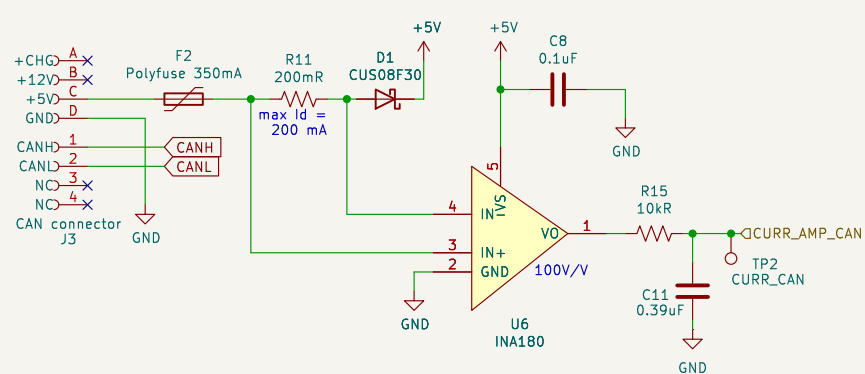 +5V
+5V
C8
0.1uF
F2
Polyfuse 350mA
R11
200mR
D1
CUS08F30
+CHG A
+12V B
+5V C
GND D
max Id =
200 mA
GND
CANH 1 CANH
CANL 2 CANL
NC 3
NC 4
CAN connector
J3
GND
5
V+
4 IN-
3 IN+
2 GND
VO 1
100V/V
GND
U6
INA180
R15
10kR
CURR_AMP_CAN
TP2
CURR_CAN
C11
0.39uF
GND